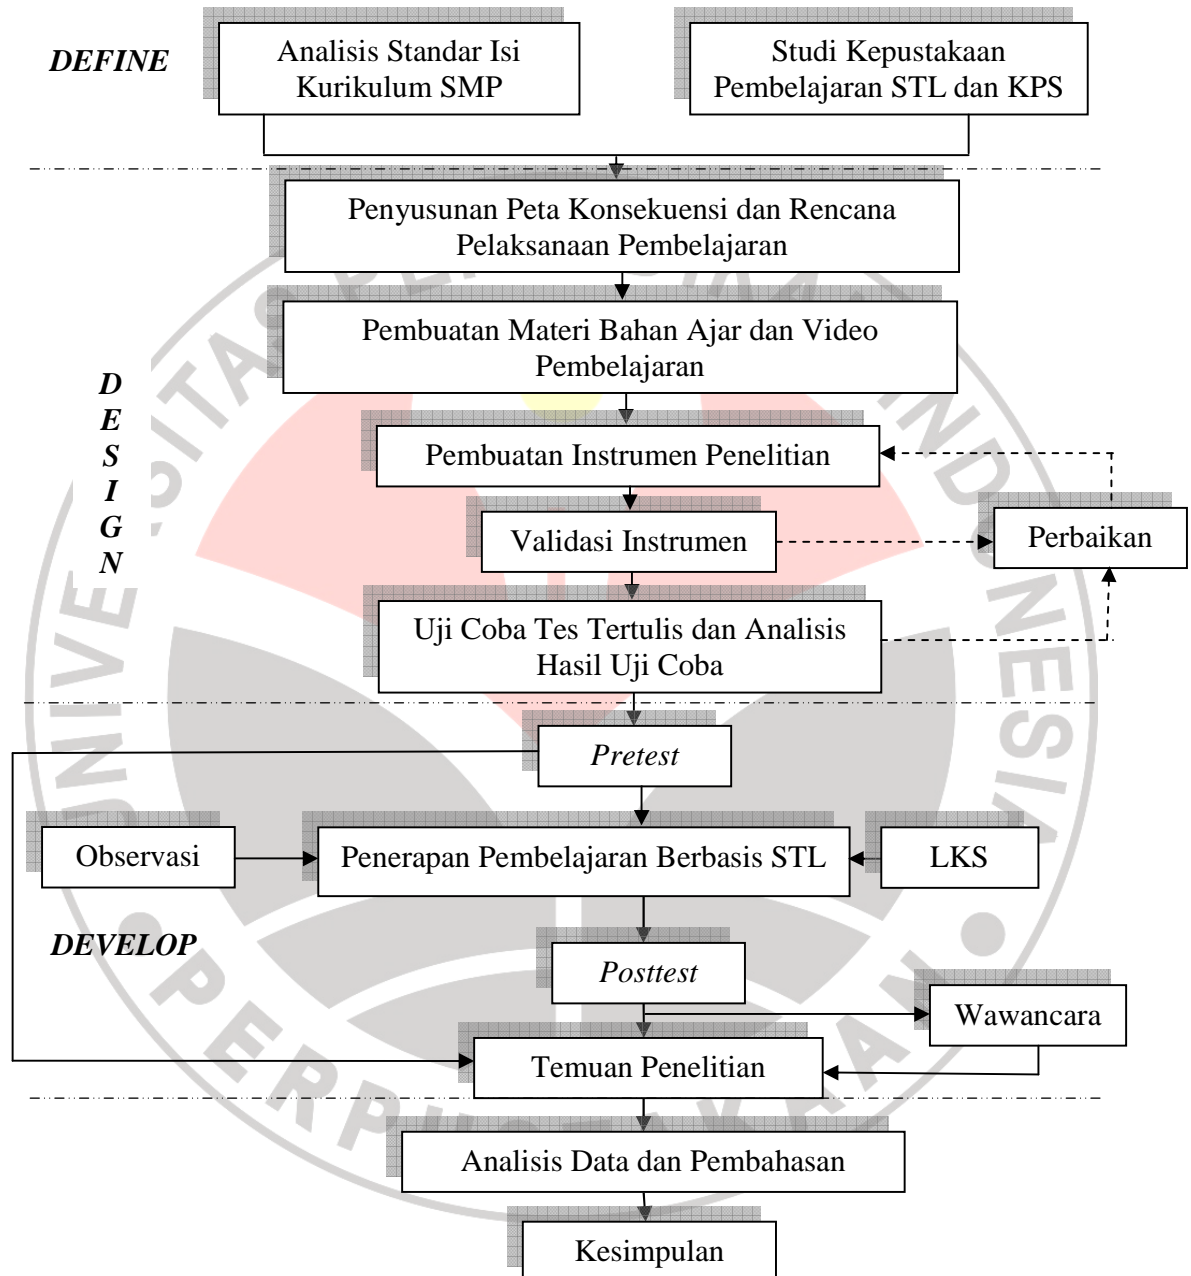 DEFINE
Analisis Standar Isi
Kurikulum SMP
Studi Kepustakaan
Pembelajaran STL dan KPS
Penyusunan Peta Konsekuensi dan Rencana
Pelaksanaan Pembelajaran
Pembuatan Materi Bahan Ajar dan Video
Pembelajaran
DESIGN
Pembuatan Instrumen Penelitian
Validasi Instrumen
Perbaikan
Uji Coba Tes Tertulis dan Analisis
Hasil Uji Coba
Pretest
Observasi
Penerapan Pembelajaran Berbasis STL
LKS
DEVELOP
Posttest
Wawancara
Temuan Penelitian
Analisis Data dan Pembahasan
Kesimpulan
INDONESIA